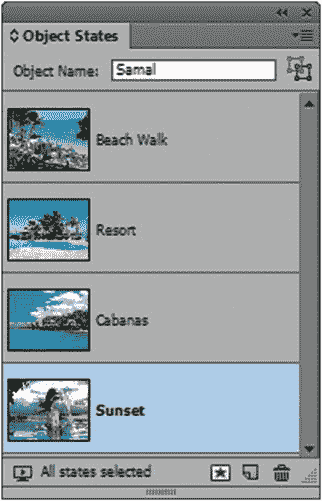 Object States
Object Name: Samal
Beach Walk
Resort
Cabanas
Sunset
All states selected